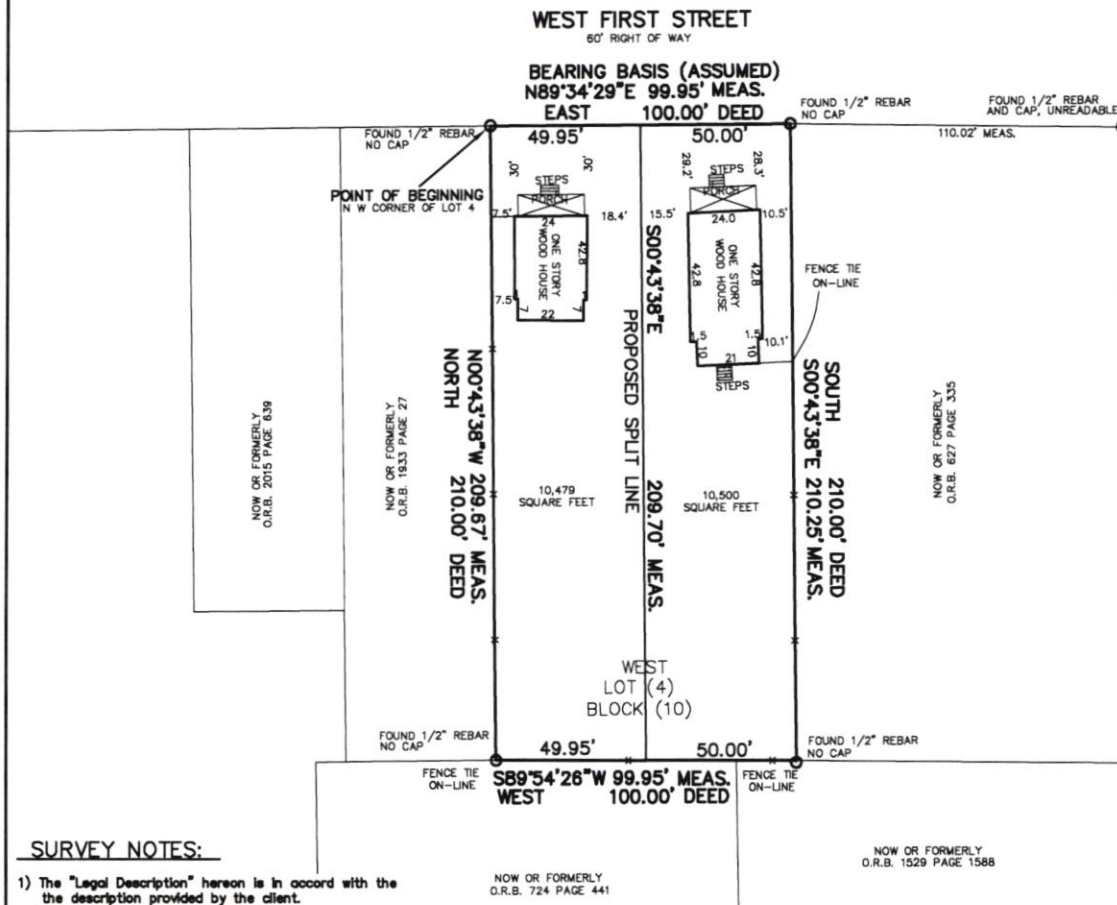 WEST FIRST STREET
60' RIGHT OF WAY
BEARING BASIS (ASSUMED)
N89°34'29"E 99.95' MEAS.
EAST 100.00' DEED
FOUND 1/2" REBAR
NO CAP
49.95'
50.00'
FOUND 1/2" REBAR
NO CAP
FOUND 1/2" REBAR
AND CAP, UNREADABLE
110.02' MEAS.
POINT OF BEGINNING
N W CORNER OF LOT 4
30'
30'
STEPS
PORCH
7.5'
24
18.4'
ONE STORY
WOOD HOUSE
42.8
7.5'
7
7
22
29.2'
28.3'
STEPS
PORCH
15.5'
24.0
10.5'
ONE STORY
WOOD HOUSE
42.8
42.8
1.5
1.5
10
10
10.1'
21
STEPS
FENCE TIE
ON-LINE
S00°43'38"E
PROPOSED SPLIT LINE
209.70' MEAS.
N00°43'38"W 209.67' MEAS.
NORTH 210.00' DEED
SOUTH 210.00' DEED
S00°43'38"E 210.25' MEAS.
NOW OR FORMERLY
O.R.B. 2015 PAGE 639
NOW OR FORMERLY
O.R.B. 1933 PAGE 27
NOW OR FORMERLY
O.R.B. 627 PAGE 335
10,479
SQUARE FEET
10,500
SQUARE FEET
WEST
LOT (4)
BLOCK (10)
FOUND 1/2" REBAR
NO CAP
49.95'
50.00'
FOUND 1/2" REBAR
NO CAP
FENCE TIE
ON-LINE
S89°54'26"W 99.95' MEAS.
WEST 100.00' DEED
FENCE TIE
ON-LINE
NOW OR FORMERLY
O.R.B. 724 PAGE 441
NOW OR FORMERLY
O.R.B. 1529 PAGE 1588
SURVEY NOTES:
1) The "Legal Description" hereon is in accord with the
the description provided by the client.